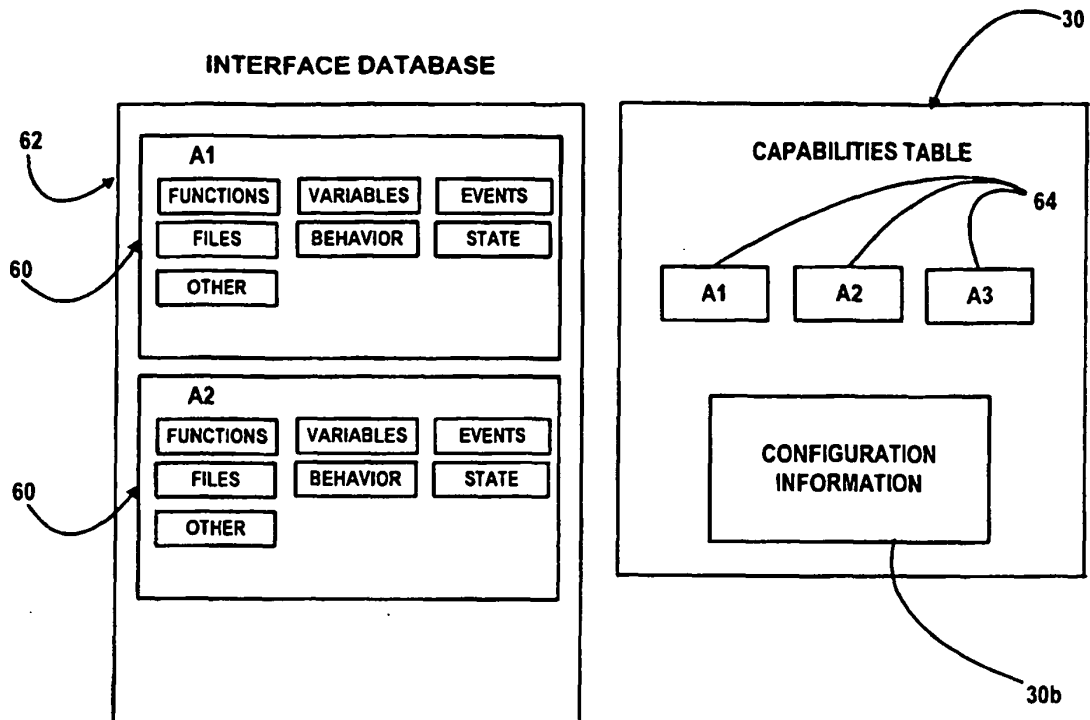 INTERFACE DATABASE
62
A1
FUNCTIONS VARIABLES EVENTS
60
FILES BEHAVIOR STATE
OTHER
A2
FUNCTIONS VARIABLES EVENTS
60
FILES BEHAVIOR STATE
OTHER
30
CAPABILITIES TABLE
64
A1 A2 A3
CONFIGURATION
INFORMATION
30b